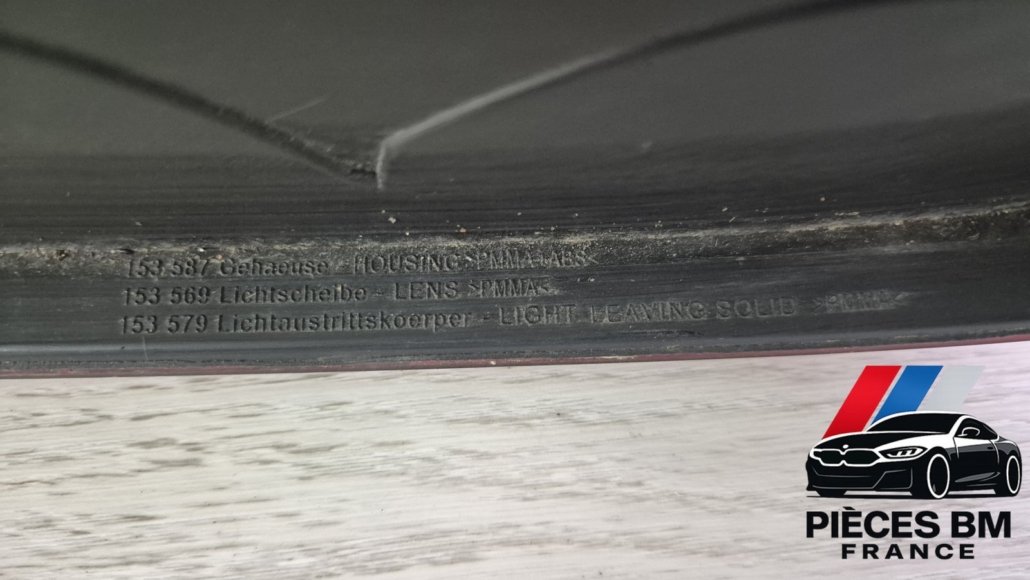 153 587 Gehaeuse - HOUSING >PMMA+ABS<
153 569 Lichtscheibe - LENS >PMMA<
153 579 Lichtaustrittskoerper - LIGHT LEAVING SOLID >PMMA<
PIÈCES BM
FRANCE